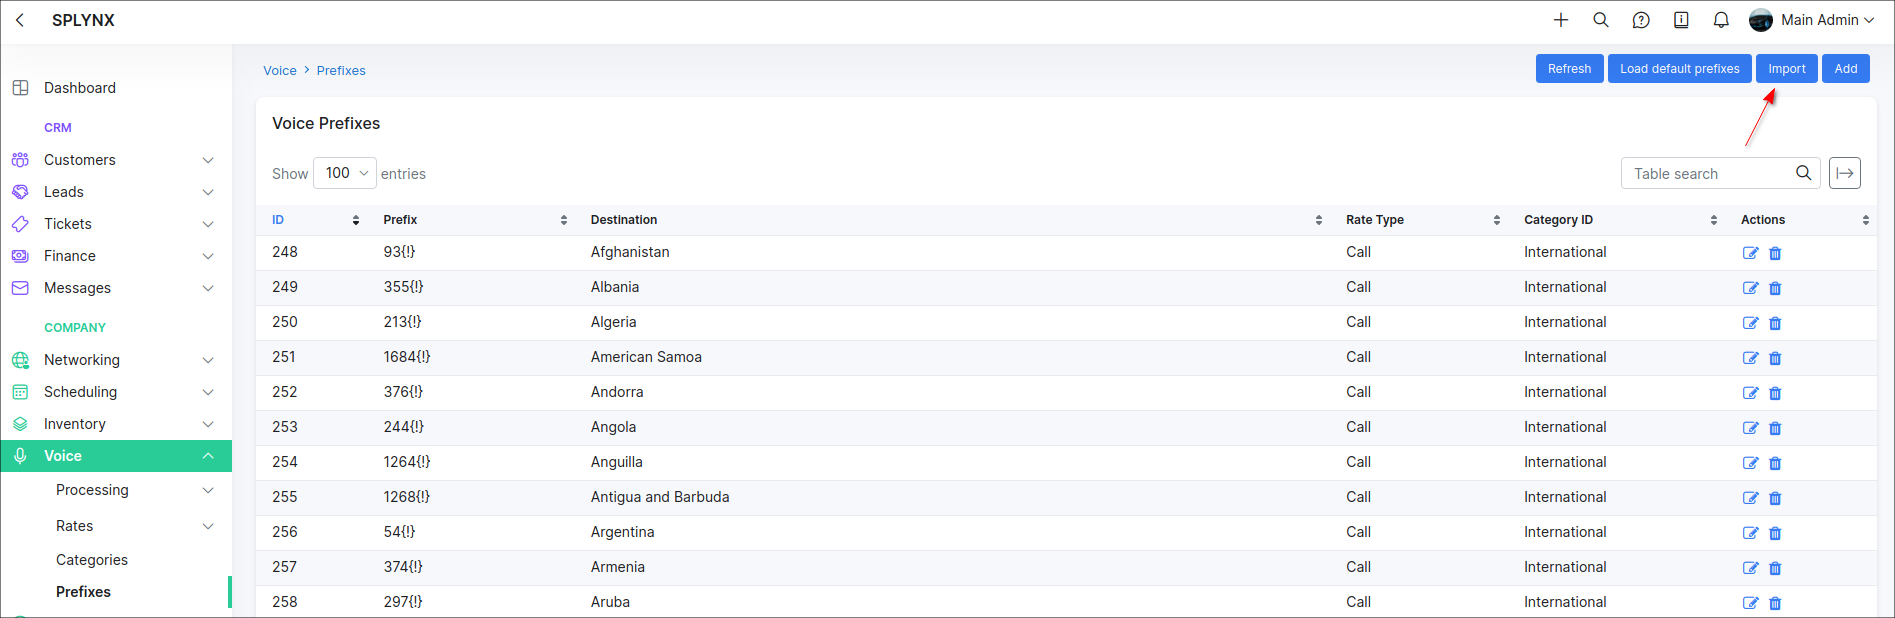 SPLYNX
Main Admin
Dashboard
CRM
Customers
Leads
Tickets
Finance
Messages
COMPANY
Networking
Scheduling
Inventory
Voice
Processing
Rates
Categories
Prefixes
Voice > Prefixes
Refresh Load default prefixes Import Add
Voice Prefixes
Show 100 entries
Table search
ID Prefix Destination Rate Type Category ID Actions
248 93{!} Afghanistan Call International
249 355{!} Albania Call International
250 213{!} Algeria Call International
251 1684{!} American Samoa Call International
252 376{!} Andorra Call International
253 244{!} Angola Call International
254 1264{!} Anguilla Call International
255 1268{!} Antigua and Barbuda Call International
256 54{!} Argentina Call International
257 374{!} Armenia Call International
258 297{!} Aruba Call International